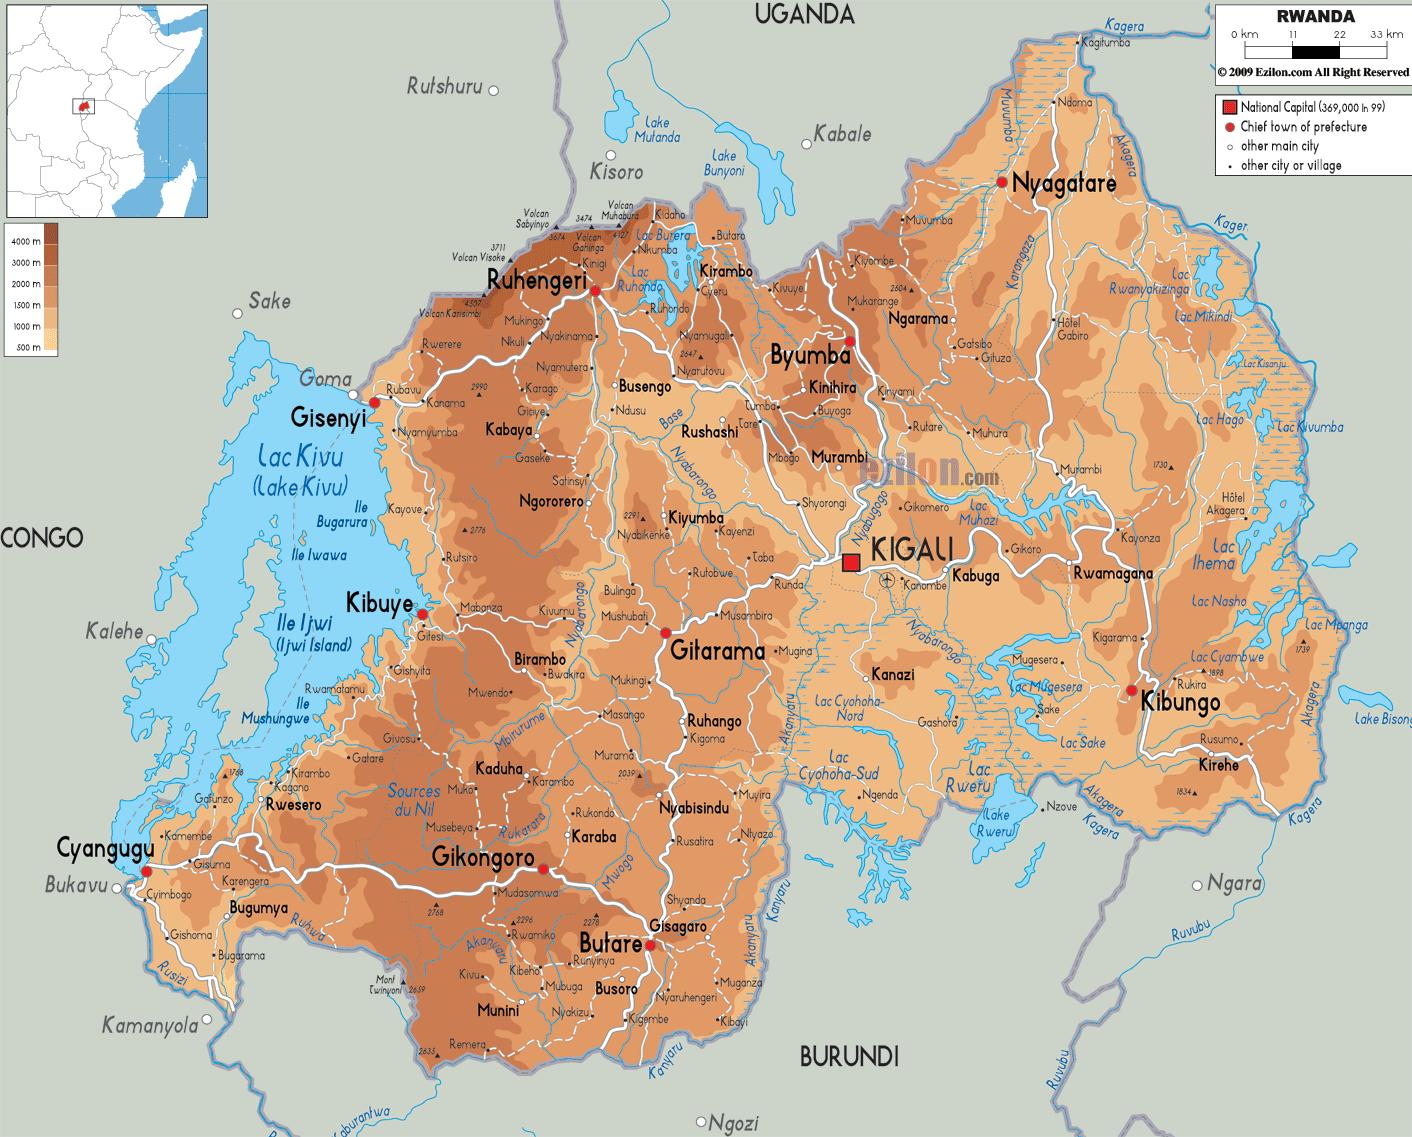 UGANDA
RWANDA
0 km 11 22 33 km
© 2009 Ezilon.com All Right Reserved
National Capital (369,000 In 99)
Chief town of prefecture
other main city
other city or village
4000 m
3000 m
2000 m
1500 m
1000 m
500 m
Kagera
Kagitumba
Rutshuru
Muvumba
Ndoma
Lake
Mutanda
Kabale
Akagera
Kisoro
Lake
Bunyoni
Nyagatare
Volcan
Sabyinyo
3474
Volcan
Muhabura
Kidaho
Muvumba
3674
Volcan
Gahinga
4127
Lac Burera
Butaro
3711
Volcan Visoke
Nkumba
Kinigi
Karangaza
Kiyombe
Ruhengeri
Lac
Ruhondo
Kirambo
Cyeru
Kivuye
2604
Lac
Rwanyakizinga
Sake
4507
Volcan Karisimbi
Mukingo
Ruhondo
Mukarange
Ngarama
Hôtel
Gabiro
Lac Mikindi
Rwerere
Nkuli
Nyakinama
Nyamugali
Byumba
Gatsibo
Gituza
2647
Nyamutera
Nyarutovu
Lac Kisanju
Goma
Rubavu
Kanama
2990
Karago
Busengo
Kinihira
Kinyami
Gisenyi
Giciye
Ndusu
Base
Tumba
Buyoga
Tare
Rushashi
Rutare
Muhura
Lac Hago
Lac Kivumba
Nyamyumba
Kabaya
Lac Kivu
(Lake Kivu)
Gaseke
Mbogo
Murambi
ezilon.com
Murambi
1730
Nyabarongo
Satinsyi
Ngororero
Shyorongi
Nyabugogo
Gikomero
Lac
Muhazi
Hôtel
Akagera
Kayove
Ile
Bugarura
2776
2291
Kiyumba
Nyabikenke
Kayenzi
CONGO
Kayonza
Ile Iwawa
Rutsiro
Taba
KIGALI
Gikoro
Lac
Ihema
Rutobwe
Runda
Kanombe
Kabuga
Rwamagana
Bulinga
Kibuye
Mabanza
Kivumu
Nyabarongo
Mushubati
Musambira
Lac Nasho
Ile Ijwi
(Ijwi Island)
Gitesi
Kalehe
Gitarama
Mugina
Nyabarongo
Kigarama
Lac Mpanga
1739
Birambo
Bwakira
Kanazi
Mugesera
Lac Cyambwe
1898
Gishyita
Mukingi
Lac Mugesera
Rukira
Rwamatamu
Mwendo
Lac Cyohoha-
Nord
Kibungo
Akagera
Ile
Mushungwe
Masango
Ruhango
Akanyaru
Gashora
Sake
Lake Bisongu
Mbirurume
Kigoma
Givosu
Murama
Lac Sake
Rusumo
Gatare
Kirehe
1768
Kirambo
Kagano
Kaduha
Karambo
2039
Lac
Cyohoha-Sud
Lac
Rweru
Sources
du Nil
Muko
Muyira
Ngenda
1834
Gafunzo
Rwesero
Nyabisindu
Akagera
Kagera
Nzove
Kagera
Rukondo
(Lake
Rweru)
Kamembe
Musebeya
Rukarara
Karaba
Rusatira
Ntyazo
Cyangugu
Gisuma
Gikongoro
Mwogo
Bukavu
Karengera
Mudasomwa
Ngara
Cyimbogo
Bugumya
2768
2296
2278
Shyanda
Kanyaru
Ruhwa
Gisagaro
Gishoma
Rwamiko
Akanyaru
Butare
Akanyaru
Ruvubu
Bugarama
Runyinya
Rusizi
Kivu
Kibeho
Mont
Twinyoni
2659
Mubuga
Busoro
Muganza
Nyaruhengeri
Munini
Nyakizu
Kigembe
Kibayi
Kamanyola
Remera
2635
Kanyaru
BURUNDI
Ruvubu
Ngozi